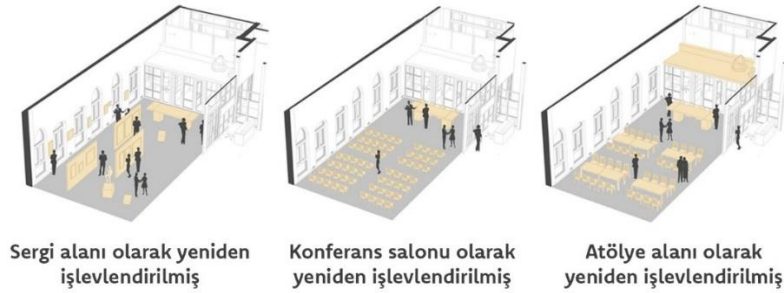 Sergi alanı olarak yeniden
işlevlendirilmiş
Konferans salonu olarak
yeniden işlevlendirilmiş
Atölye alanı olarak
yeniden işlevlendirilmiş